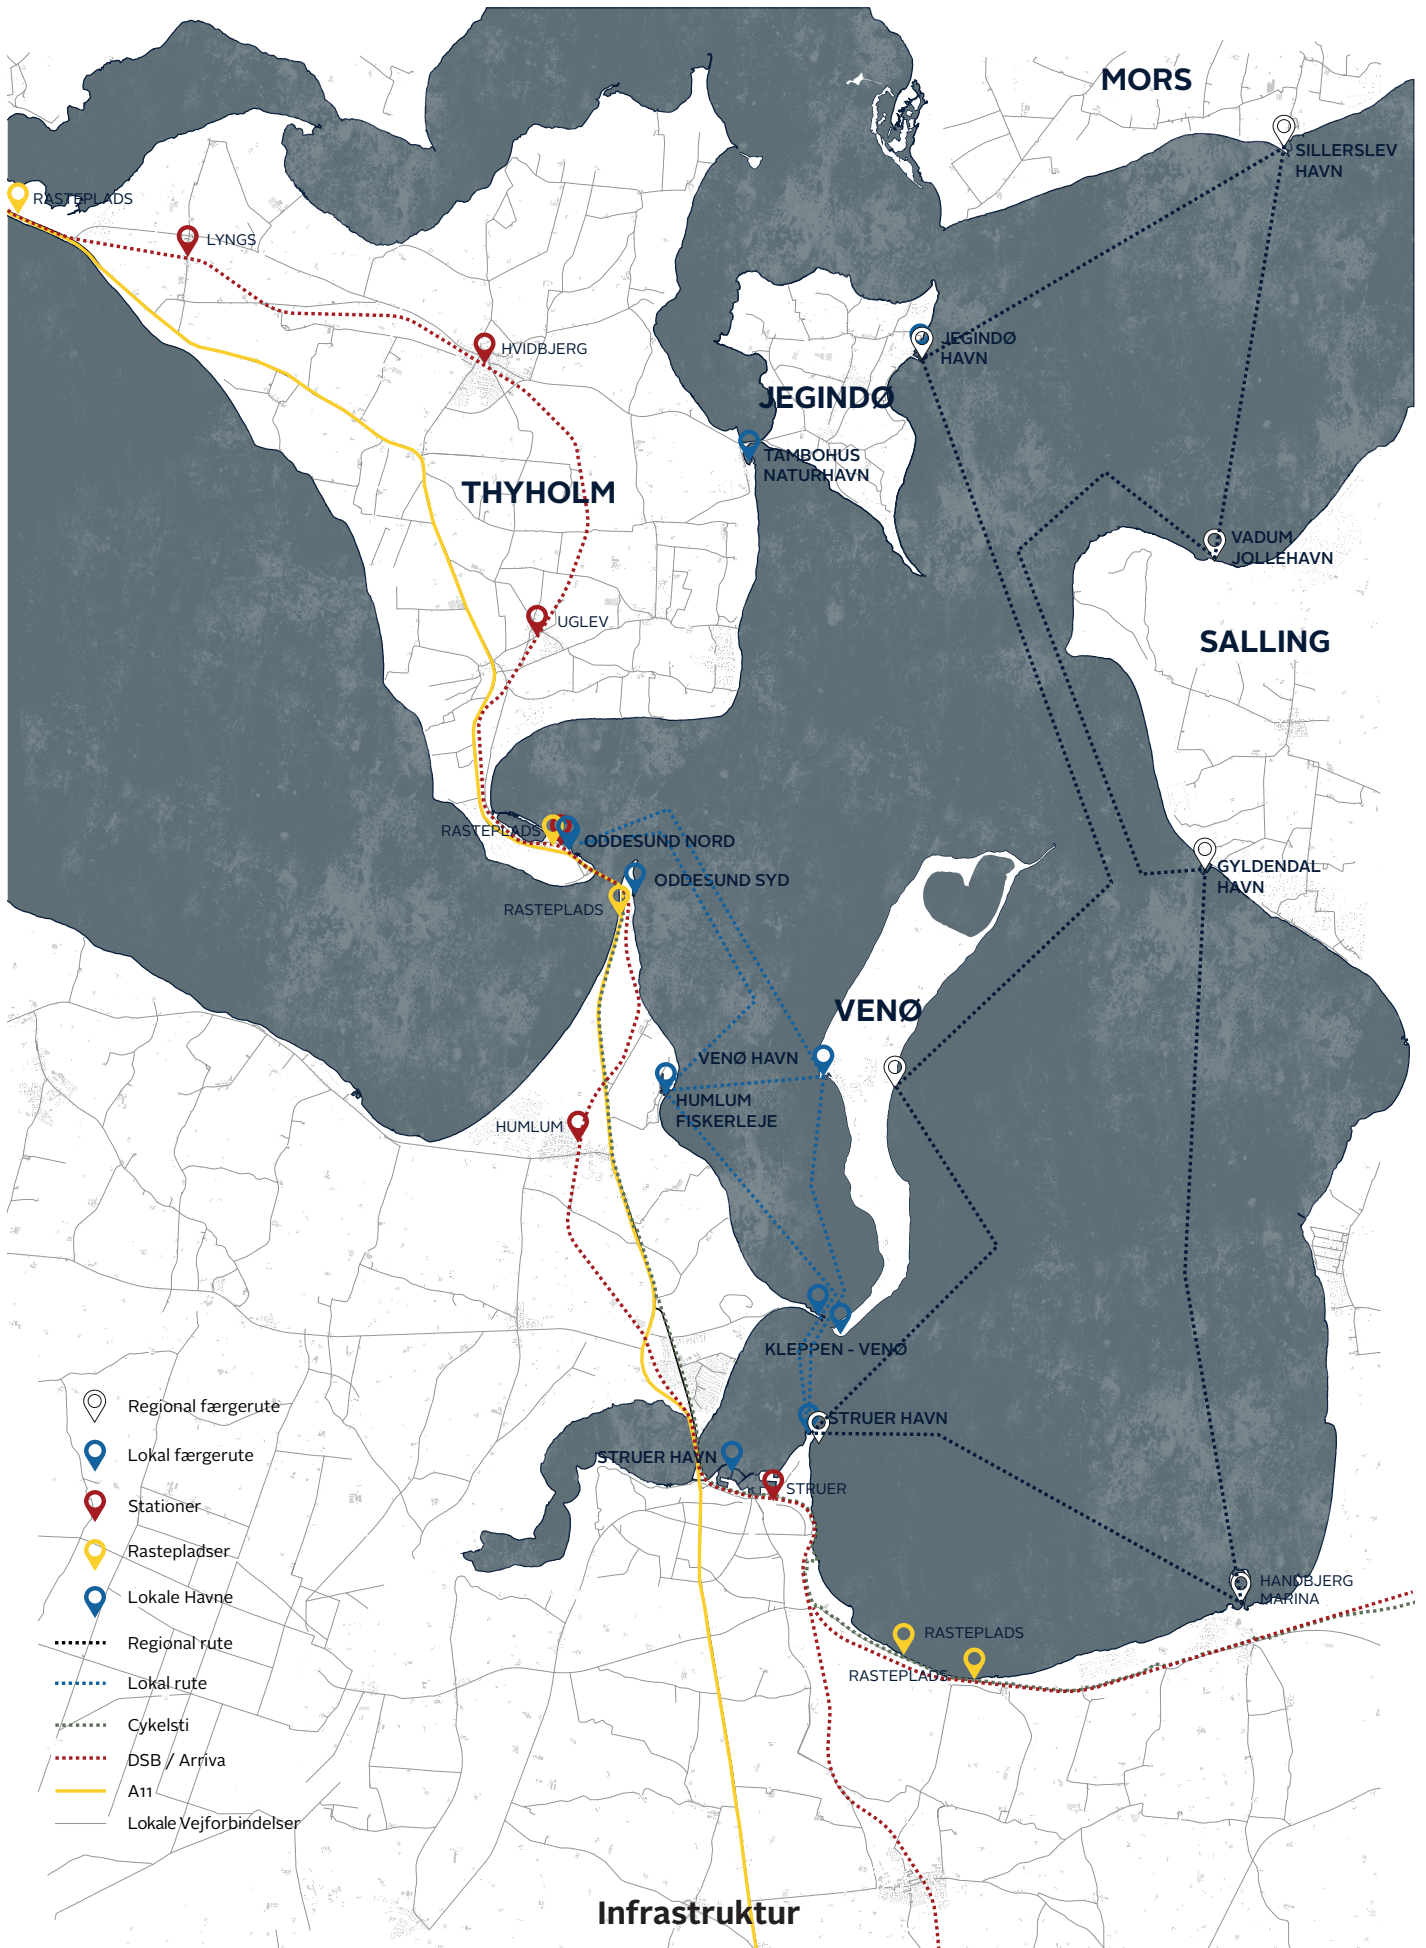 MORS
SILLERSLEV
HAVN
RASTEPLADS
LYNGS
HVIDBJERG
JEGINDØ
HAVN
JEGINDØ
TAMBOHUS
NATURHAVN
THYHOLM
VADUM
JOLLEHAVN
UGLEV
SALLING
RASTEPLADS
ODDESUND NORD
ODDESUND SYD
RASTEPLADS
GYLDENDAL
HAVN
VENØ
VENØ HAVN
HUMLUM
FISKERLEJE
HUMLUM
KLEPPEN - VENØ
STRUER HAVN
STRUER HAVN
STRUER
HANDBJERG
MARINA
RASTEPLADS
RASTEPLADS
Regional færgerute
Lokal færgerute
Stationer
Rastepladser
Lokale Havne
Regional rute
Lokal rute
Cykelsti
DSB / Arriva
A11
Lokale Vejforbindelser
Infrastruktur